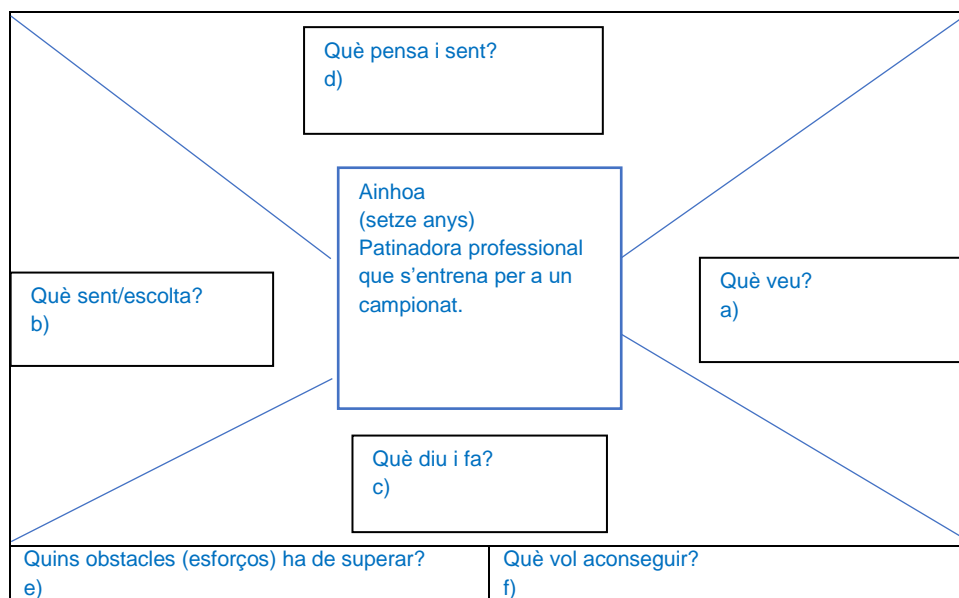 Què pensa i sent?
d)
Ainhoa
(setze anys)
Patinadora professional
que s’entrena per a un
campionat.
Què sent/escolta?
b)
Què veu?
a)
Què diu i fa?
c)
Quins obstacles (esforços) ha de superar?
e)
Què vol aconseguir?
f)